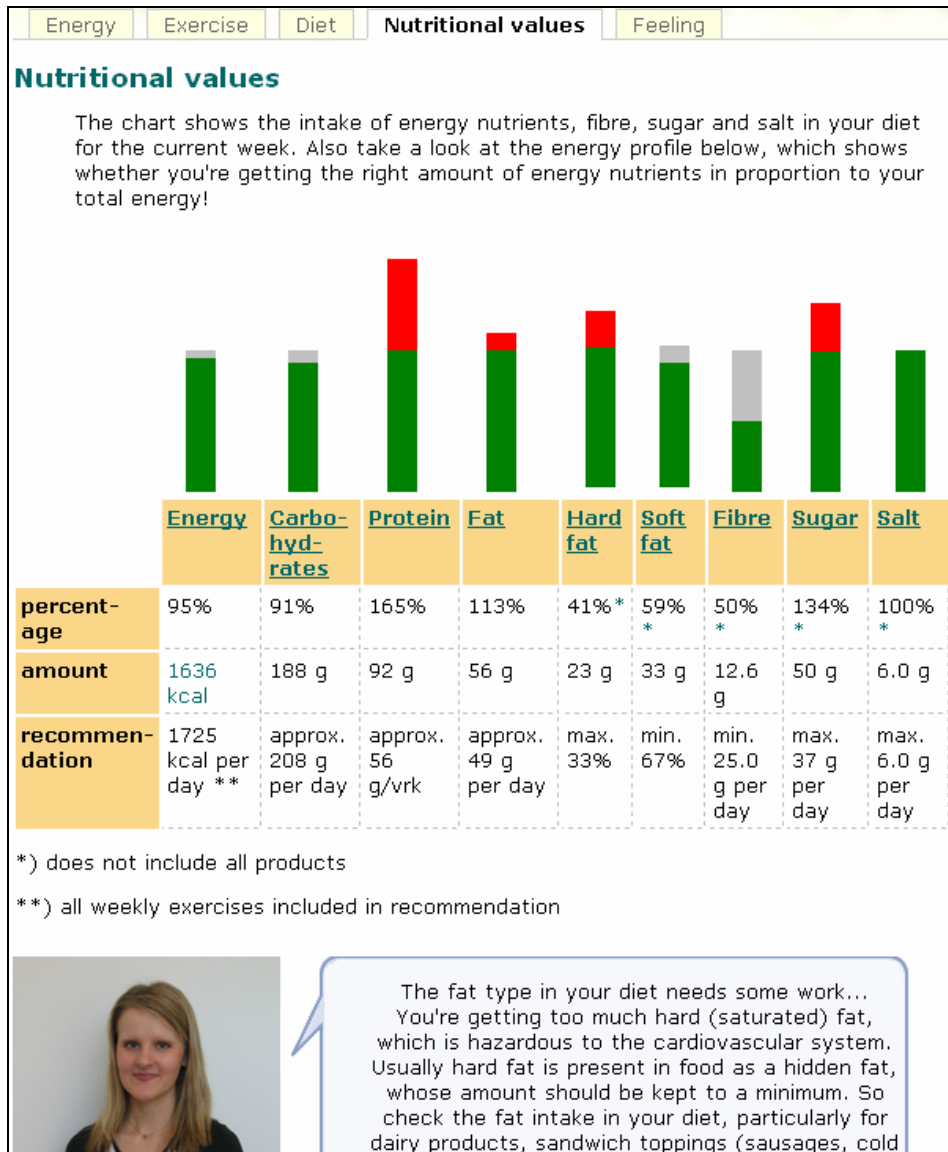 Energy Exercise Diet Nutritional values Feeling
Nutritional values
The chart shows the intake of energy nutrients, fibre, sugar and salt in your diet
for the current week. Also take a look at the energy profile below, which shows
whether you're getting the right amount of energy nutrients in proportion to your
total energy!
Energy Carbo- Protein Fat Hard Soft Fibre Sugar Salt
hyd- fat fat
rates
percent- 95% 91% 165% 113% 41%* 59% 50% 134% 100%
age * * * *
amount 1636 188 g 92 g 56 g 23 g 33 g 12.6 50 g 6.0 g
kcal g
recommen- 1725 approx. approx. approx. max. min. min. max. max.
dation kcal per 208 g 56 49 g 33% 67% 25.0 37 g 6.0 g
day ** per day g/vrk per day g per per per
day day day
*) does not include all products
**) all weekly exercises included in recommendation
The fat type in your diet needs some work...
You're getting too much hard (saturated) fat,
which is hazardous to the cardiovascular system.
Usually hard fat is present in food as a hidden fat,
whose amount should be kept to a minimum. So
check the fat intake in your diet, particularly for
dairy products, sandwich toppings (sausages, cold